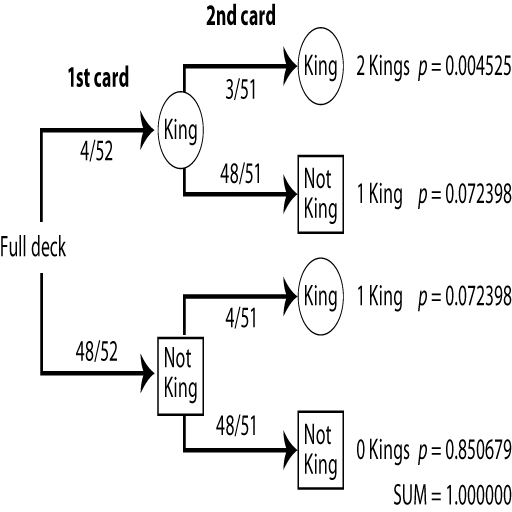 2nd card
1st card
King
2 Kings p = 0.004525
3/51
King
4/52
48/51
Not
King
1 King p = 0.072398
Full deck
King
1 King p = 0.072398
4/51
48/52
Not
King
48/51
Not
King
0 Kings p = 0.850679
SUM = 1.000000